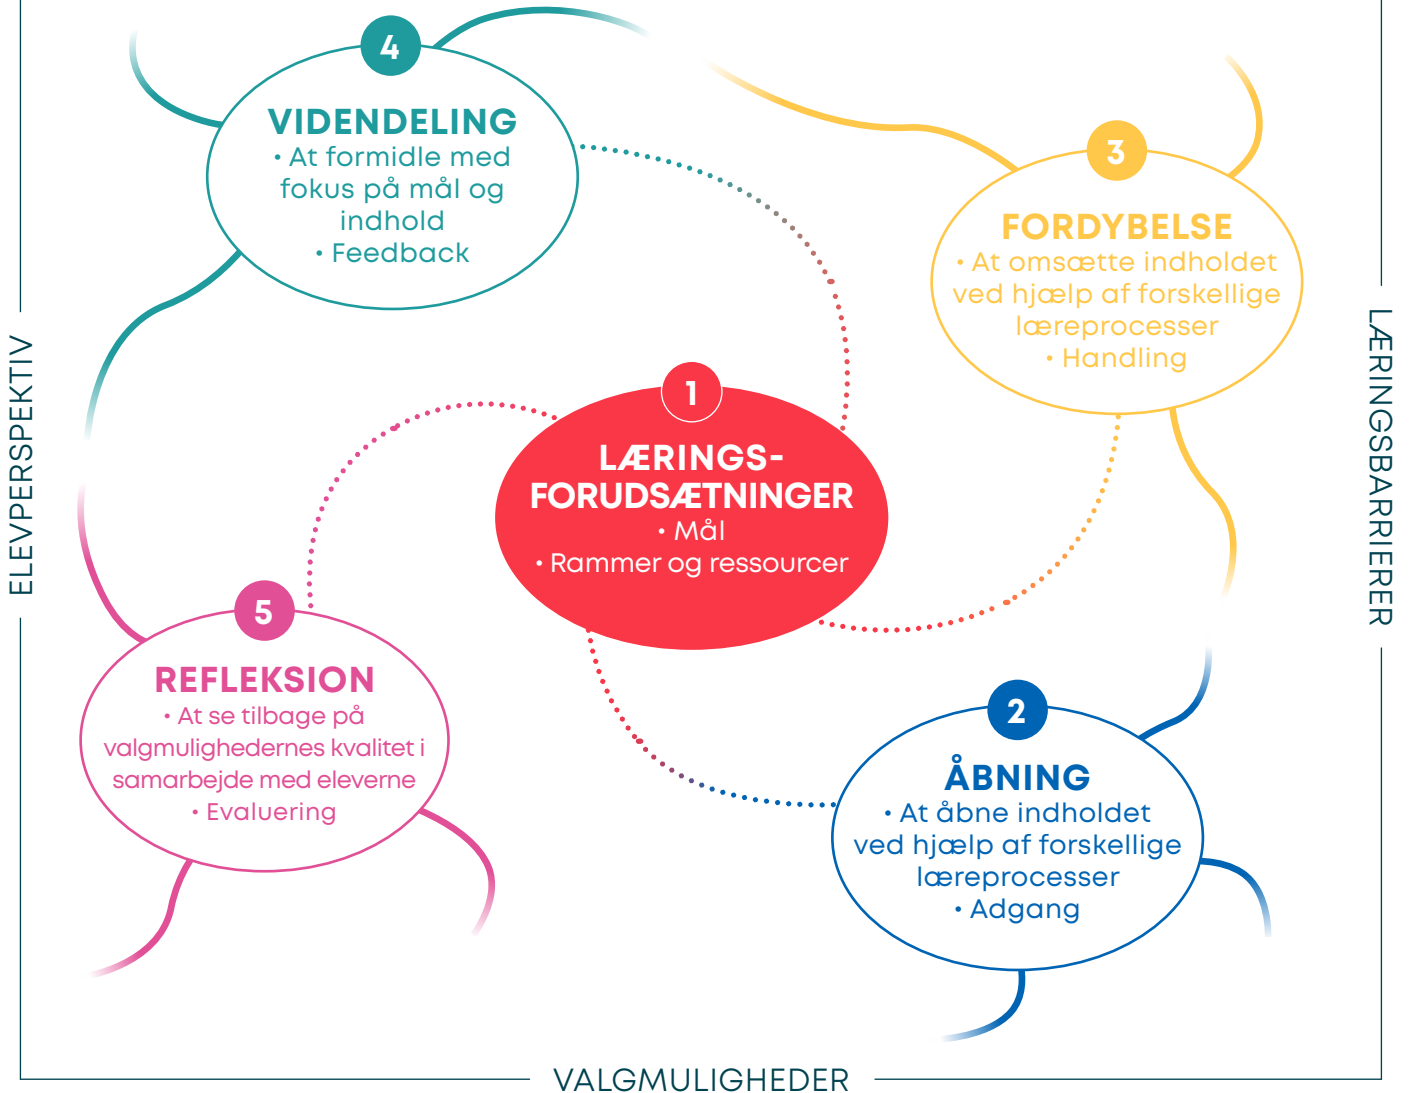 4
VIDENDELING
• At formidle med
fokus på mål og
indhold
• Feedback
3
FORDYBELSE
• At omsætte indholdet
ved hjælp af forskellige
læreprocesser
• Handling
1
LÆRINGS-
FORUDSÆTNINGER
• Mål
• Rammer og ressourcer
5
REFLEKSION
• At se tilbage på
valgmulighedernes kvalitet i
samarbejde med eleverne
• Evaluering
2
ÅBNING
• At åbne indholdet
ved hjælp af forskellige
læreprocesser
• Adgang
ELEVPERSPEKTIV
LÆRINGSBARRIERER
VALGMULIGHEDER